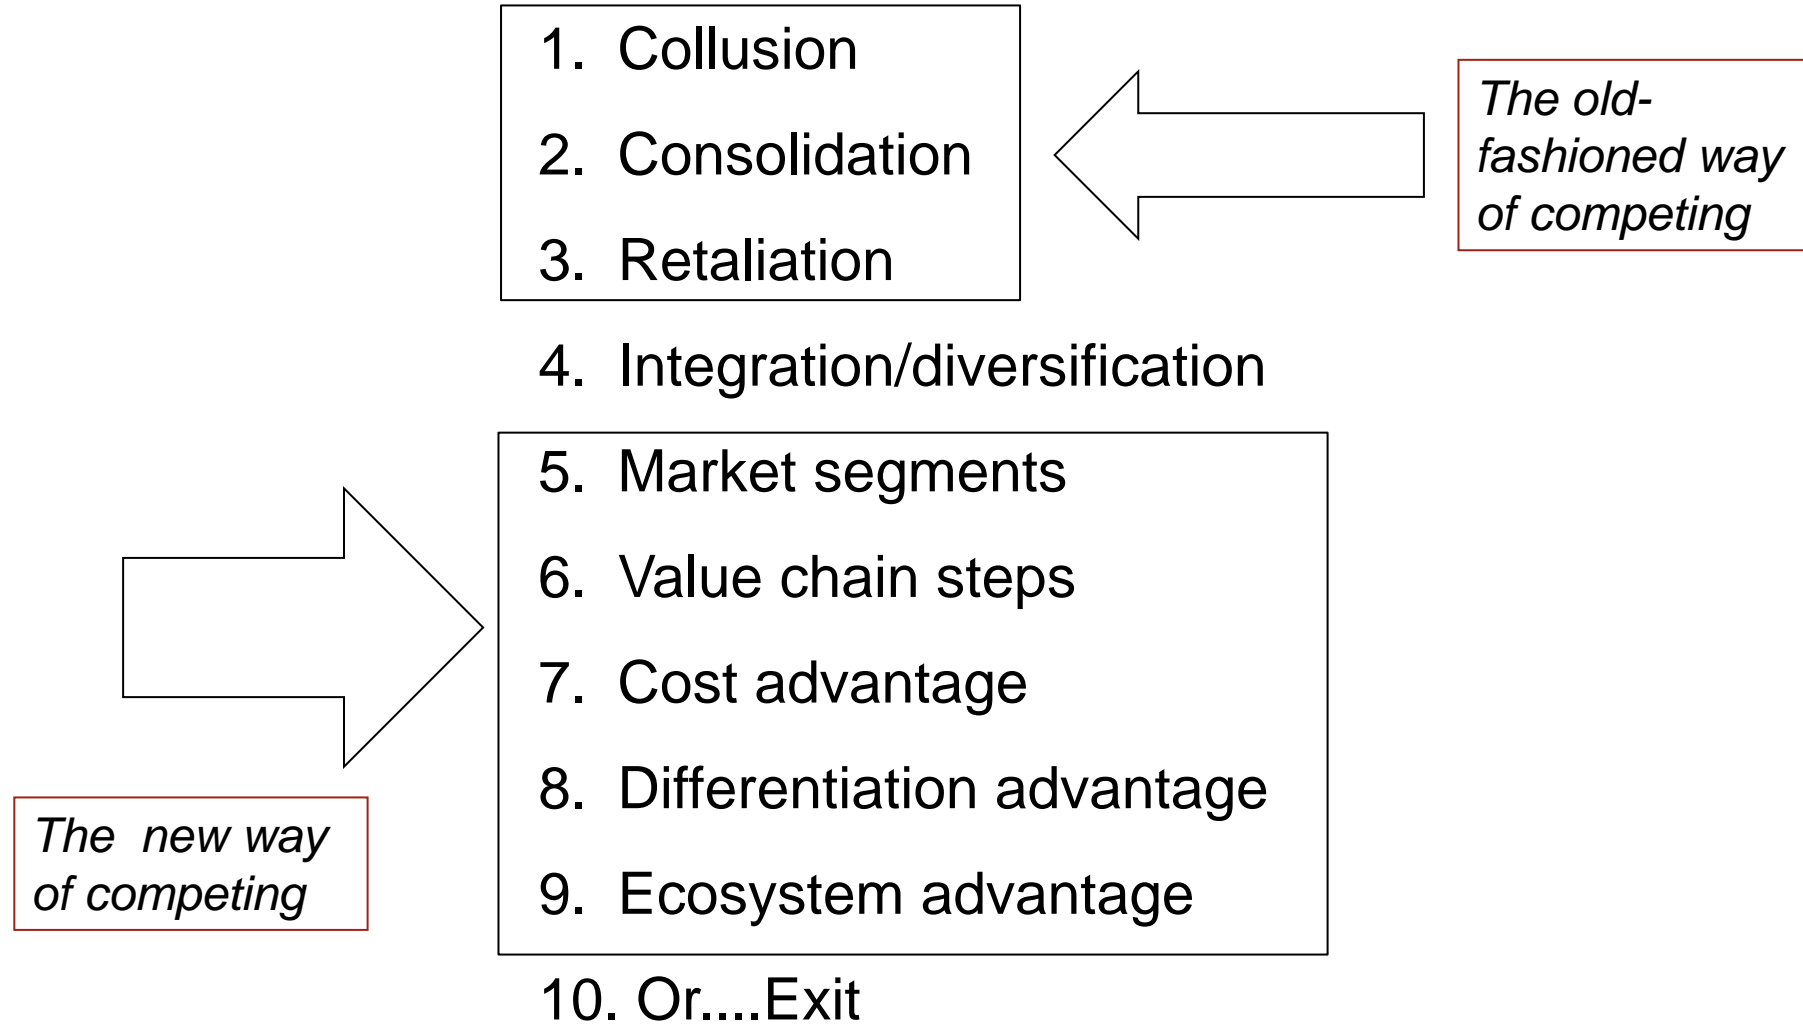 1. Collusion
2. Consolidation
3. Retaliation
The old-
fashioned way
of competing
4. Integration/diversification
5. Market segments
6. Value chain steps
7. Cost advantage
8. Differentiation advantage
9. Ecosystem advantage
The  new way
of competing
10. Or....Exit